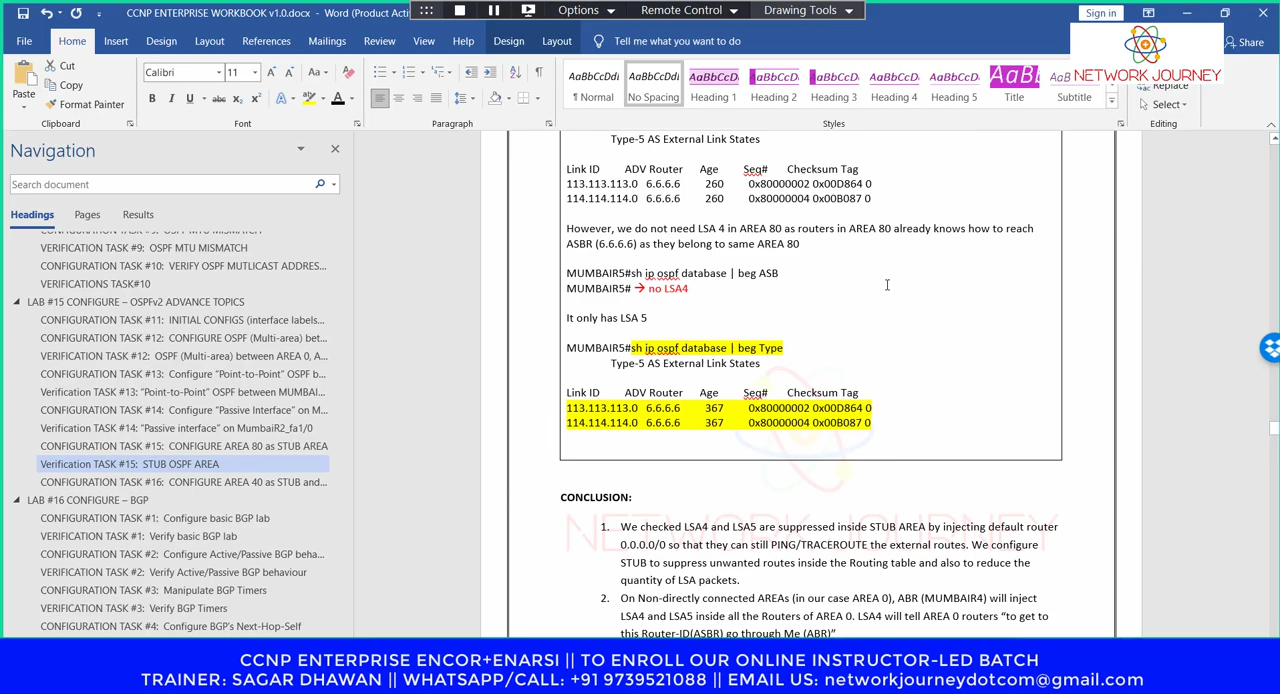 CCNP ENTERPRISE WORKBOOK v1.0.docx - Word (Product Acti
Options
Remote Control
Drawing Tools
Sign in
File Home Insert Design Layout References Mailings Review View Help Design Layout Tell me what you want to do
Share
NETWORK JOURNEY
Paste
Cut
Copy
Format Painter
Calibri 11
AaBbCcDdI AaBbCcDdI AaBbCcDt AaBbCcDt AaBbCcDt AaBbCcDt AaBbCcDt AaBl
¶ Normal No Spacing Heading 1 Heading 2 Heading 3 Heading 4 Heading 5 Title Subtitle
Replace
Select
Clipboard Font Paragraph Styles Editing
Navigation
Search document
Headings Pages Results
CONFIGURATION TASK #9: OSPF MTU MISMATCH
VERIFICATION TASK #9: OSPF MTU MISMATCH
CONFIGURATION TASK #10: VERIFY OSPF MUTLICAST ADDRES...
VERIFICATIONS TASK#10
LAB #15 CONFIGURE – OSPFv2 ADVANCE TOPICS
CONFIGURATION TASK #11: INITIAL CONFIGS (interface labels...
CONFIGURATION TASK #12: CONFIGURE OSPF (Multi-area) bet...
VERIFICATION TASK #12: OSPF (Multi-area) between AREA 0, A...
CONFIGURATION TASK #13: Configure “Point-to-Point” OSPF b...
Verification TASK #13: “Point-to-Point” OSPF between MUMBAI...
CONFIGURATION TASK #14: Configure “Passive Interface” on M...
Verification TASK #14: “Passive interface” on MumbaiR2_fa1/0
CONFIGURATION TASK #15: CONFIGURE AREA 80 as STUB AREA
Verification TASK #15: STUB OSPF AREA
CONFIGURATION TASK #16: CONFIGURE AREA 40 as STUB and...
LAB #16 CONFIGURE – BGP
CONFIGURATION TASK #1: Configure basic BGP lab
VERIFICATION TASK #1: Verify basic BGP lab
CONFIGURATION TASK #2: Configure Active/Passive BGP beha...
VERIFICATION TASK #2: Verify Active/Passive BGP behaviour
CONFIGURATION TASK #3: Manipulate BGP Timers
VERIFICATION TASK #3: Verify BGP Timers
CONFIGURATION TASK #4: Configure BGP's Next-Hop-Self
Type-5 AS External Link States
Link ID ADV Router Age Seq# Checksum Tag
113.113.113.0 6.6.6.6 260 0x80000002 0x00D864 0
114.114.114.0 6.6.6.6 260 0x80000004 0x00B087 0
However, we do not need LSA 4 in AREA 80 as routers in AREA 80 already knows how to reach
ASBR (6.6.6.6) as they belong to same AREA 80
MUMBAIR5#sh ip ospf database | beg ASB
MUMBAIR5# → no LSA4
It only has LSA 5
MUMBAIR5#sh ip ospf database | beg Type
Type-5 AS External Link States
Link ID ADV Router Age Seq# Checksum Tag
113.113.113.0 6.6.6.6 367 0x80000002 0x00D864 0
114.114.114.0 6.6.6.6 367 0x80000004 0x00B087 0
CONCLUSION:
NETWORK JOURNEY
1. We checked LSA4 and LSA5 are suppressed inside STUB AREA by injecting default router
0.0.0.0/0 so that they can still PING/TRACEROUTE the external routes. We configure
STUB to suppress unwanted routes inside the Routing table and also to reduce the
quantity of LSA packets.
2. On Non-directly connected AREAs (in our case AREA 0), ABR (MUMBAIR4) will inject
LSA4 and LSA5 inside all the Routers of AREA 0. LSA4 will tell AREA 0 routers “to get to
this Router-ID(ASBR) go through Me (ABR)”
CCNP ENTERPRISE ENCOR+ENARSI || TO ENROLL OUR ONLINE INSTRUCTOR-LED BATCH
TRAINER: SAGAR DHAWAN || WHATSAPP/CALL: +91 9739521088 || EMAIL US: networkjourneydotcom@gmail.com